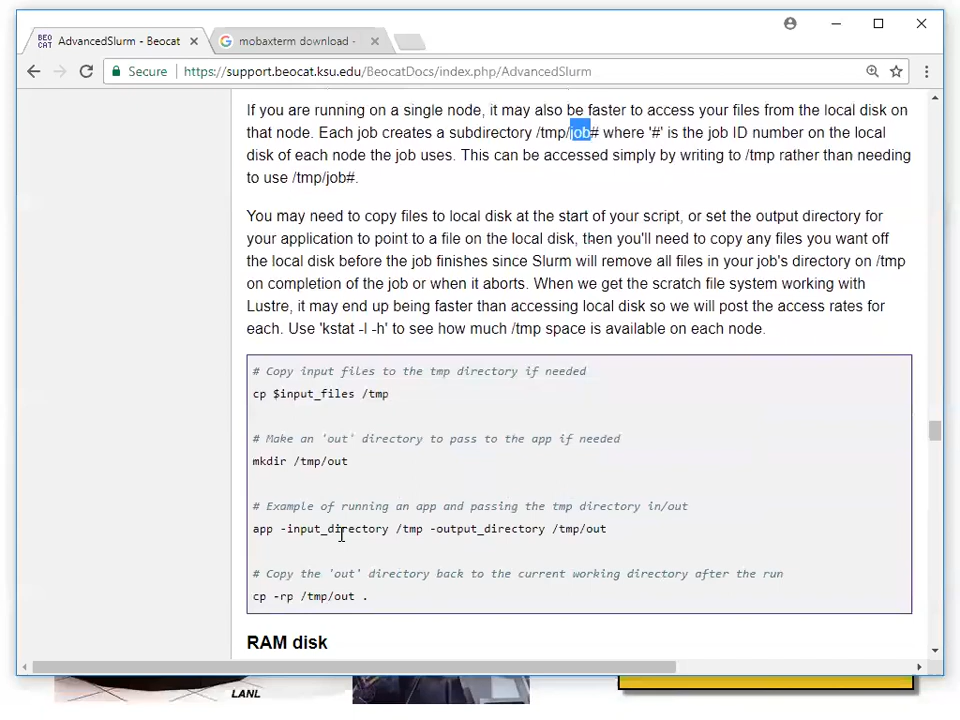 BEO CAT AdvancedSlurm - Beocat
mobaxterm download -
Secure https://support.beocat.ksu.edu/BeocatDocs/index.php/AdvancedSlurm
If you are running on a single node, it may also be faster to access your files from the local disk on
that node. Each job creates a subdirectory /tmp/job# where '#' is the job ID number on the local
disk of each node the job uses. This can be accessed simply by writing to /tmp rather than needing
to use /tmp/job#.
You may need to copy files to local disk at the start of your script, or set the output directory for
your application to point to a file on the local disk, then you'll need to copy any files you want off
the local disk before the job finishes since Slurm will remove all files in your job's directory on /tmp
on completion of the job or when it aborts. When we get the scratch file system working with
Lustre, it may end up being faster than accessing local disk so we will post the access rates for
each. Use 'kstat -l -h' to see how much /tmp space is available on each node.
# Copy input files to the tmp directory if needed
cp $input_files /tmp
# Make an 'out' directory to pass to the app if needed
mkdir /tmp/out
# Example of running an app and passing the tmp directory in/out
app -input_directory /tmp -output_directory /tmp/out
# Copy the 'out' directory back to the current working directory after the run
cp -rp /tmp/out .
RAM disk
LANL